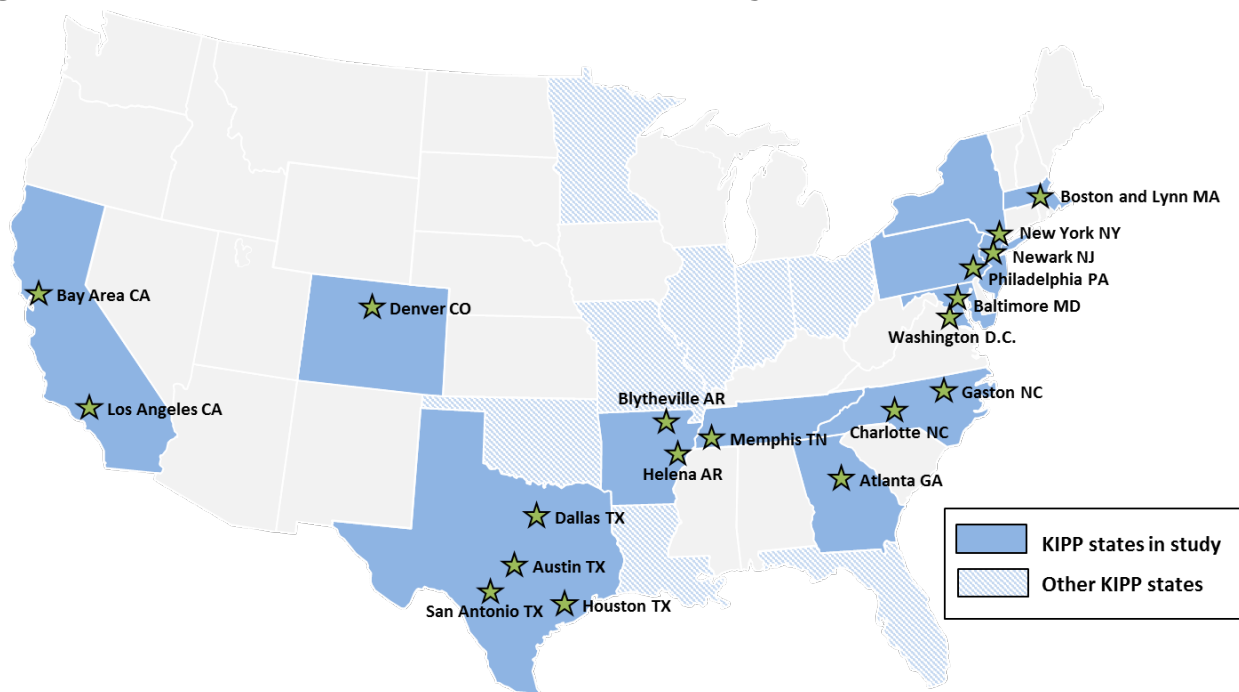 Boston and Lynn MA
New York NY
Newark NJ
Philadelphia PA
Bay Area CA
Denver CO
Baltimore MD
Washington D.C.
Gaston NC
Blytheville AR
Los Angeles CA
Charlotte NC
Memphis TN
Helena AR
Atlanta GA
Dallas TX
KIPP states in study
Austin TX
Other KIPP states
San Antonio TX
Houston TX